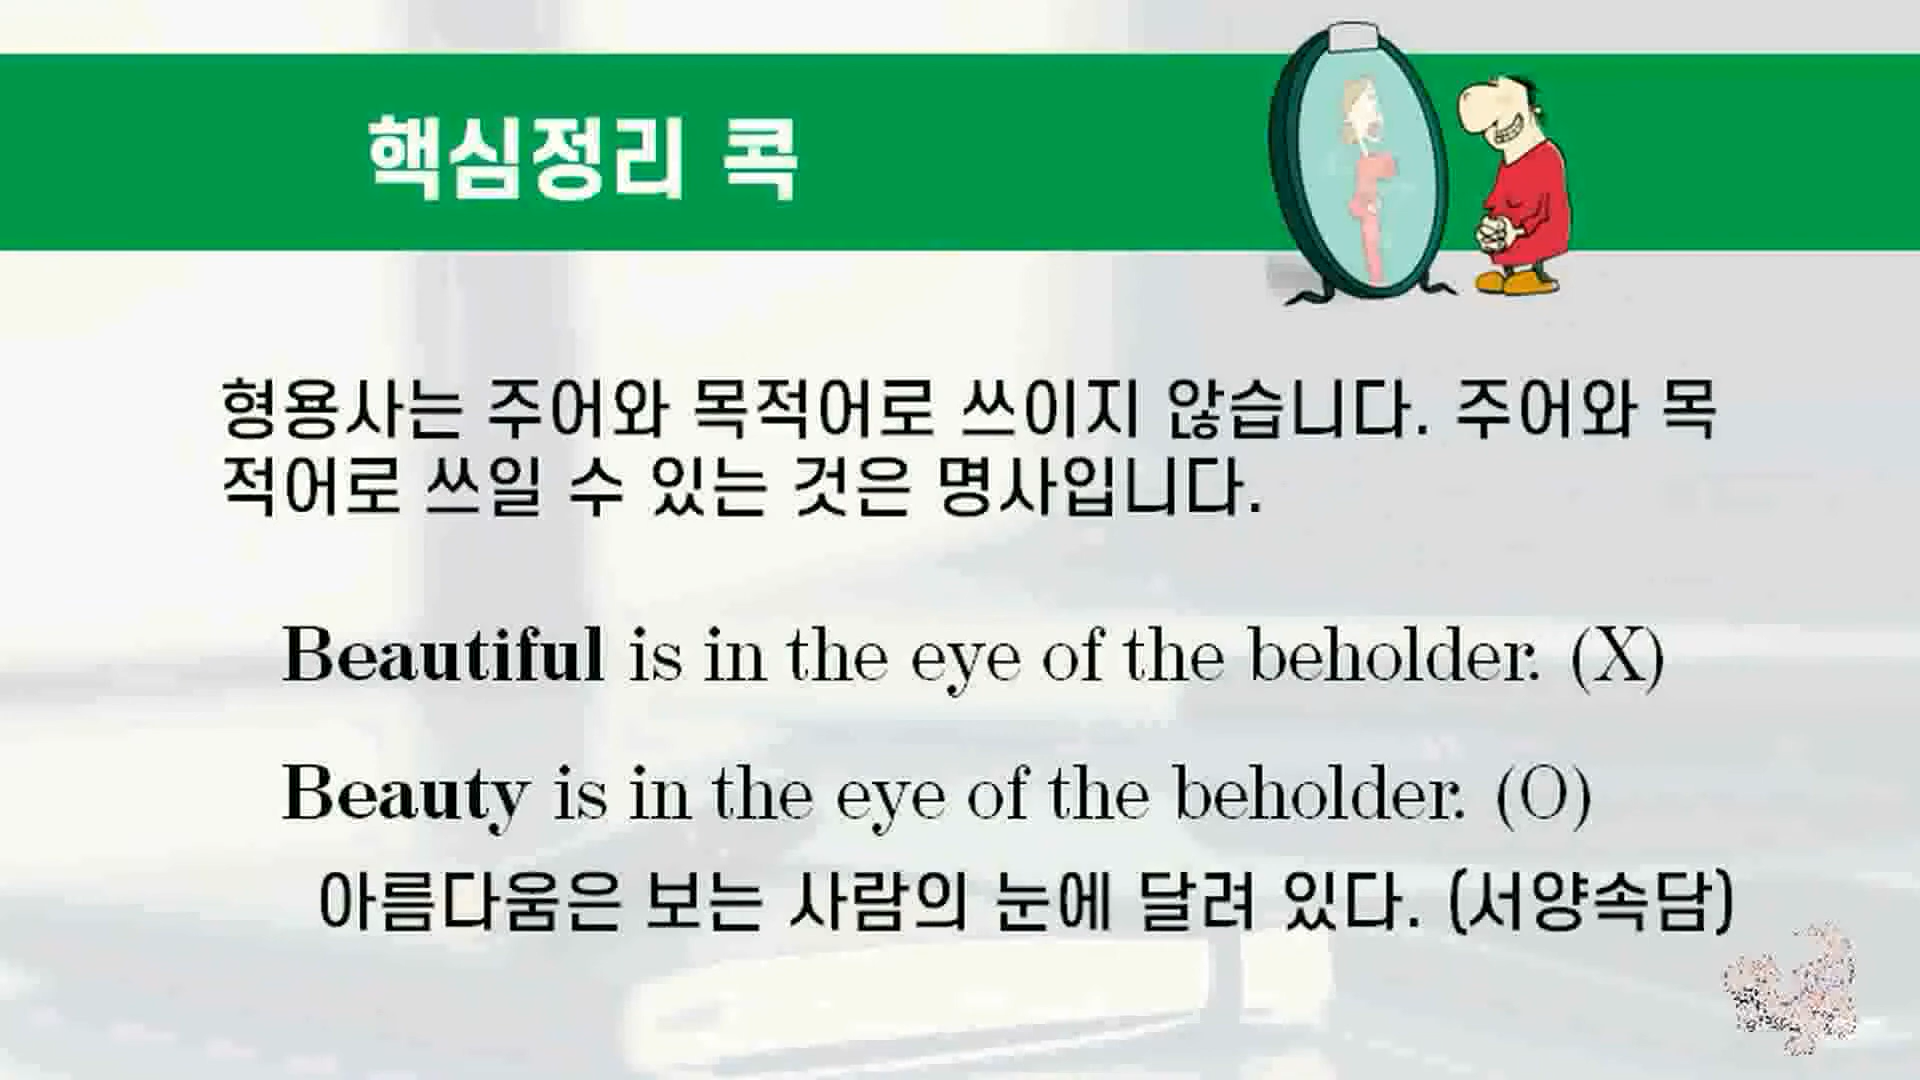 핵심정리 콕
형용사는 주어와 목적어로 쓰이지 않습니다. 주어와 목
적어로 쓰일 수 있는 것은 명사입니다.
Beautiful is in the eye of the beholder. (X)
Beauty is in the eye of the beholder. (O)
아름다움은 보는 사람의 눈에 달려 있다. (서양속담)